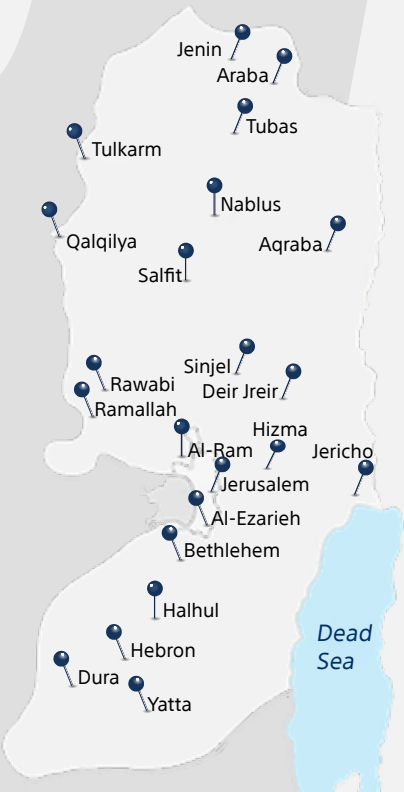 Jenin
Araba
Tubas
Tulkarm
Nablus
Qalqilya
Aqraba
Salfit
Sinjel
Rawabi
Deir Jreir
Ramallah
Hizma
Al-Ram
Jericho
Jerusalem
Al-Ezarieh
Bethlehem
Halhul
Dead
Sea
Hebron
Dura
Yatta